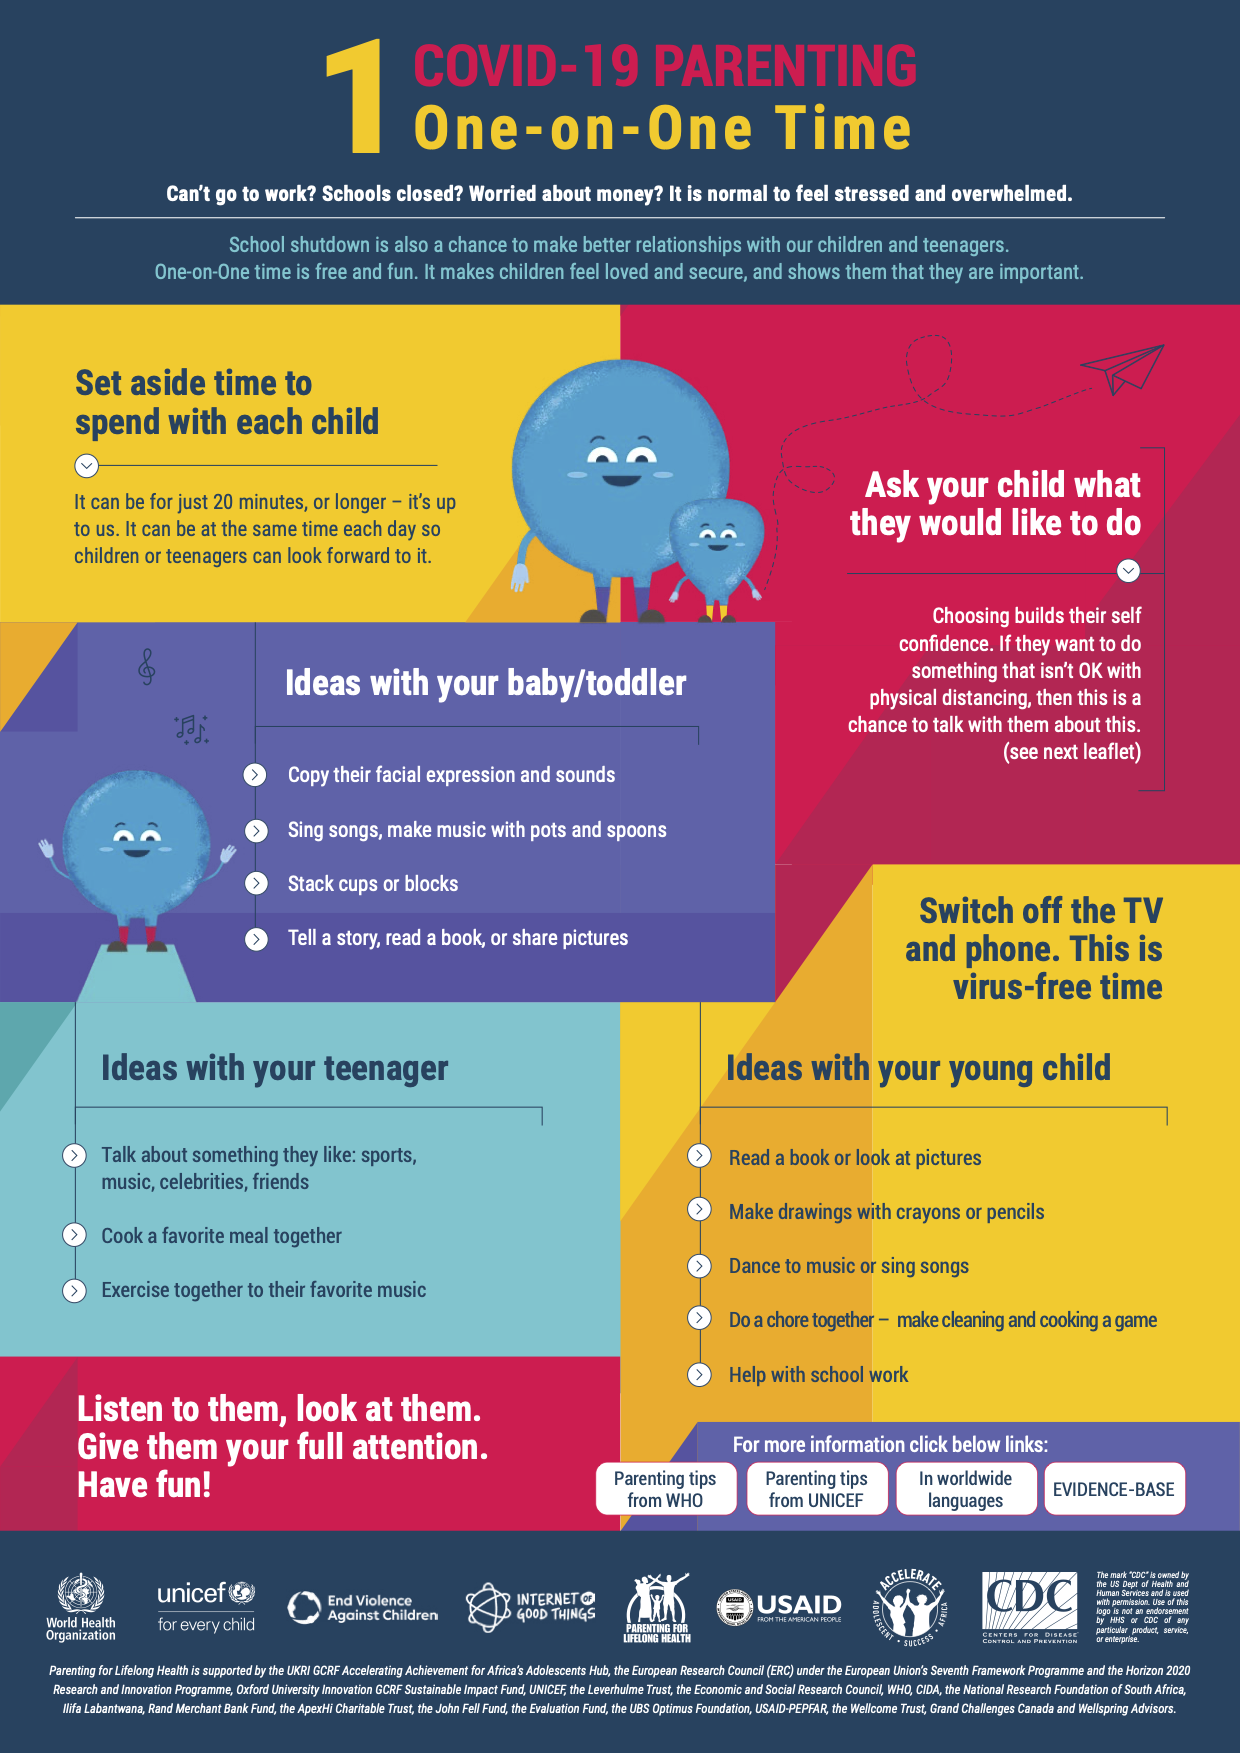 1
COVID-19 PARENTING
One-on-One Time
Can't go to work? Schools closed? Worried about money? It is normal to feel stressed and overwhelmed.
School shutdown is also a chance to make better relationships with our children and teenagers.
One-on-One time is free and fun. It makes children feel loved and secure, and shows them that they are important.
Set aside time to
spend with each child
It can be for just 20 minutes, or longer – it's up
to us. It can be at the same time each day so
children or teenagers can look forward to it.
Ask your child what
they would like to do
Choosing builds their self
confidence. If they want to do
something that isn't OK with
physical distancing, then this is a
chance to talk with them about this.
(see next leaflet)
Ideas with your baby/toddler
Copy their facial expression and sounds
Sing songs, make music with pots and spoons
Stack cups or blocks
Tell a story, read a book, or share pictures
Switch off the TV
and phone. This is
virus-free time
Ideas with your teenager
Talk about something they like: sports,
music, celebrities, friends
Cook a favorite meal together
Exercise together to their favorite music
Ideas with your young child
Read a book or look at pictures
Make drawings with crayons or pencils
Dance to music or sing songs
Do a chore together – make cleaning and cooking a game
Help with school work
Listen to them, look at them.
Give them your full attention.
Have fun!
For more information click below links:
Parenting tips
from WHO
Parenting tips
from UNICEF
In worldwide
languages
EVIDENCE-BASE
World Health
Organization
unicef
for every child
End Violence
Against Children
INTERNET OF
GOOD THINGS
PARENTING FOR
LIFELONG HEALTH
USAID
FROM THE AMERICAN PEOPLE
ACCELERATE
ADOLESCENT • SUCCESS • AFRICA
CDC
CENTERS FOR DISEASE
CONTROL AND PREVENTION
The mark "CDC" is owned by
the US Dept of Health and
Human Services and is used
with permission. Use of this
logo is not an endorsement
by HHS or CDC of any
particular product, service,
or enterprise.
Parenting for Lifelong Health is supported by the UKRI GCRF Accelerating Achievement for Africa's Adolescents Hub, the European Research Council (ERC) under the European Union's Seventh Framework Programme and the Horizon 2020
Research and Innovation Programme, Oxford University Innovation GCRF Sustainable Impact Fund, UNICEF, the Leverhulme Trust, the Economic and Social Research Council, WHO, CIDA, the National Research Foundation of South Africa,
Ilifa Labantwana, Rand Merchant Bank Fund, the ApexHi Charitable Trust, the John Fell Fund, the Evaluation Fund, the UBS Optimus Foundation, USAID-PEPFAR, the Wellcome Trust, Grand Challenges Canada and Wellspring Advisors.